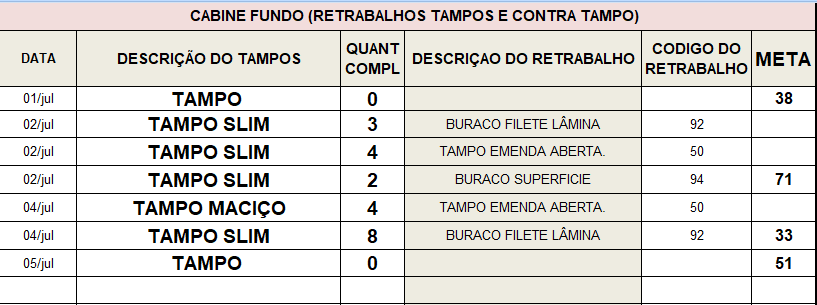 CABINE FUNDO (RETRABALHOS TAMPOS E CONTRA TAMPO)
DATA DESCRIÇÃO DO TAMPOS QUANT COMPL DESCRIÇAO DO RETRABALHO CODIGO DO RETRABALHO META
01/jul TAMPO 0 38
02/jul TAMPO SLIM 3 BURACO FILETE LÂMINA 92
02/jul TAMPO SLIM 4 TAMPO EMENDA ABERTA. 50
02/jul TAMPO SLIM 2 BURACO SUPERFICIE 94 71
04/jul TAMPO MACIÇO 4 TAMPO EMENDA ABERTA. 50
04/jul TAMPO SLIM 8 BURACO FILETE LÂMINA 92 33
05/jul TAMPO 0 51